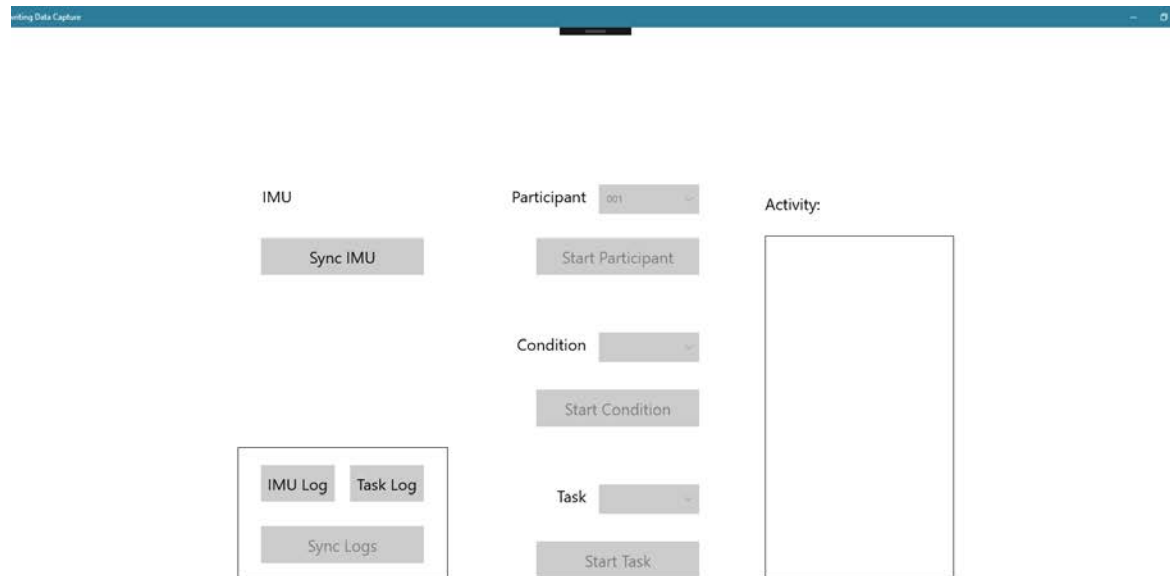 riting Data Capture
IMU
Sync IMU
IMU Log Task Log
Sync Logs
Participant 001
Start Participant
Condition
Start Condition
Task
Start Task
Activity: